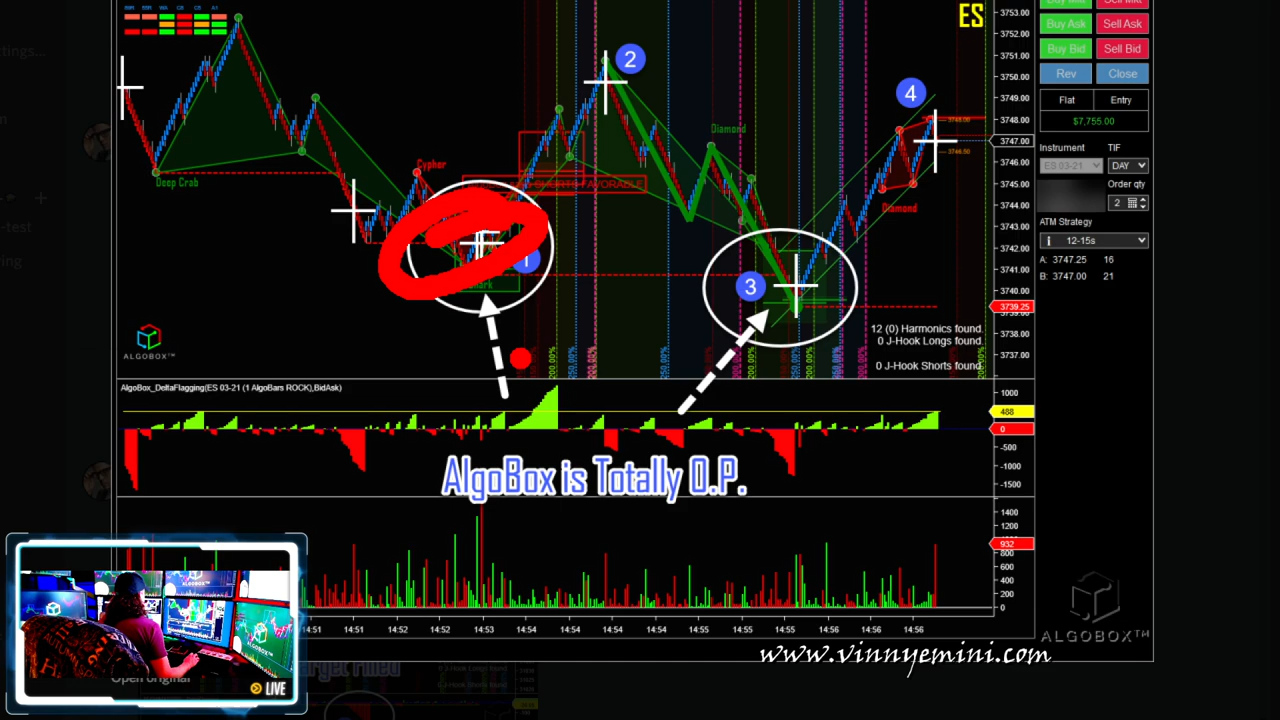 ES
3753.00
3752.00
3751.00
3750.00
3749.00
3748.00
3747.00
3746.00
3745.00
3744.00
3743.00
3742.00
3741.00
3740.00
3739.25
3738.00
3737.00
Buy Ask
Sell Ask
Buy Bid
Sell Bid
Rev
Close
Flat
Entry
$7,755.00
Instrument
TIF
ES 03-21
DAY
Order qty
2
ATM Strategy
12-15s
A: 3747.25 16
B: 3747.00 21
Deep Crab
Cypher
Diamond
Diamond
1
2
3
4
3748.00
3746.50
ALGOBOX™
12 (0) Harmonics found.
0 J-Hook Longs found.
0 J-Hook Shorts found.
AlgoBox_DeltaFlagging(ES 03-21 (1 AlgoBars ROCK),BidAsk)
1000
488
0
-500
-1000
-1500
AlgoBox is Totally O.P.
1400
1200
932
800
600
400
200
0
14:51
14:51
14:52
14:52
14:53
14:54
14:54
14:54
14:55
14:55
14:56
14:56
14:56
ALGOBOX™
www.vinnyemini.com
LIVE
Open original